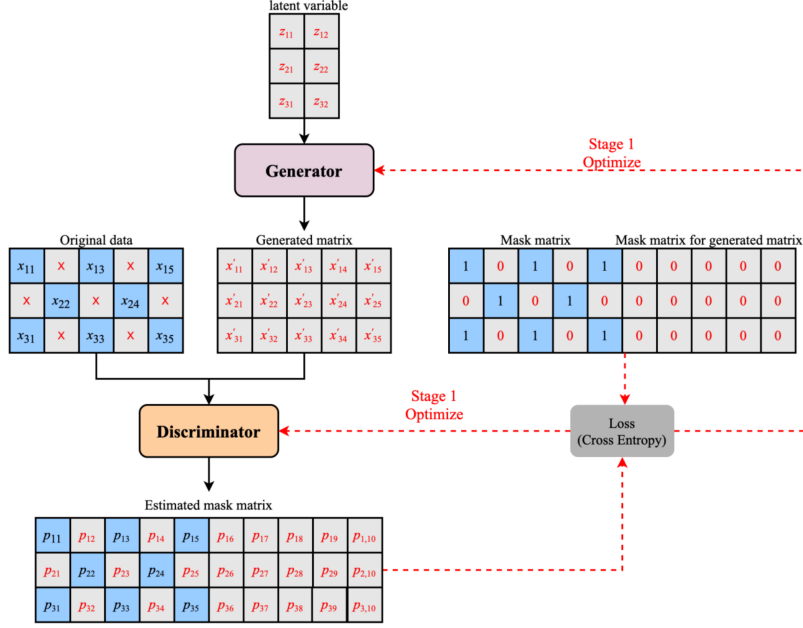 latent variable
z11 z12
z21 z22
z31 z32
Generator
Stage 1
Optimize
Original data
x11 x x13 x x15
x x22 x x24 x
x31 x x33 x x35
Generated matrix
x'11 x'12 x'13 x'14 x'15
x'21 x'22 x'23 x'24 x'25
x'31 x'32 x'33 x'34 x'35
Mask matrix Mask matrix for generated matrix
1 0 1 0 1 0 0 0 0 0
0 1 0 1 0 0 0 0 0 0
1 0 1 0 1 0 0 0 0 0
Discriminator
Stage 1
Optimize
Loss
(Cross Entropy)
Estimated mask matrix
p11 p12 p13 p14 p15 p16 p17 p18 p19 p1,10
p21 p22 p23 p24 p25 p26 p27 p28 p29 p2,10
p31 p32 p33 p34 p35 p36 p37 p38 p39 p3,10